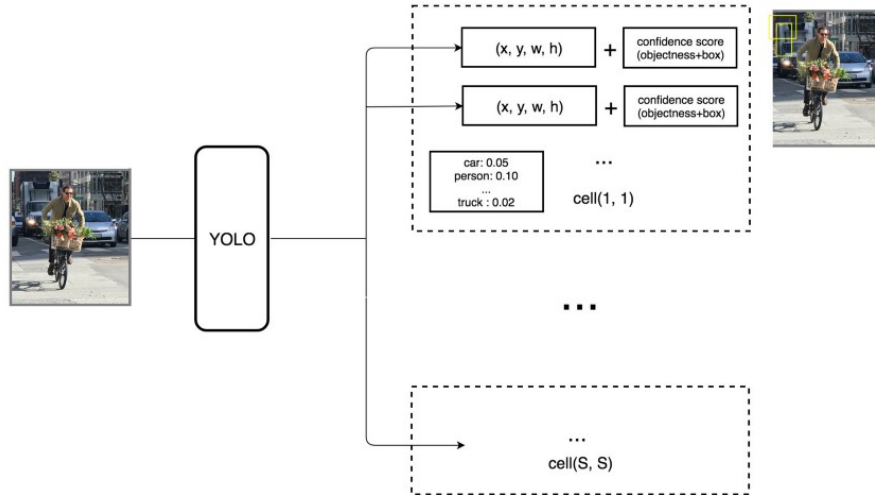 (x, y, w, h)
+
confidence score
(objectness+box)
(x, y, w, h)
+
confidence score
(objectness+box)
car: 0.05
person: 0.10
...
truck : 0.02
...
cell(1, 1)
YOLO
...
...
cell(S, S)